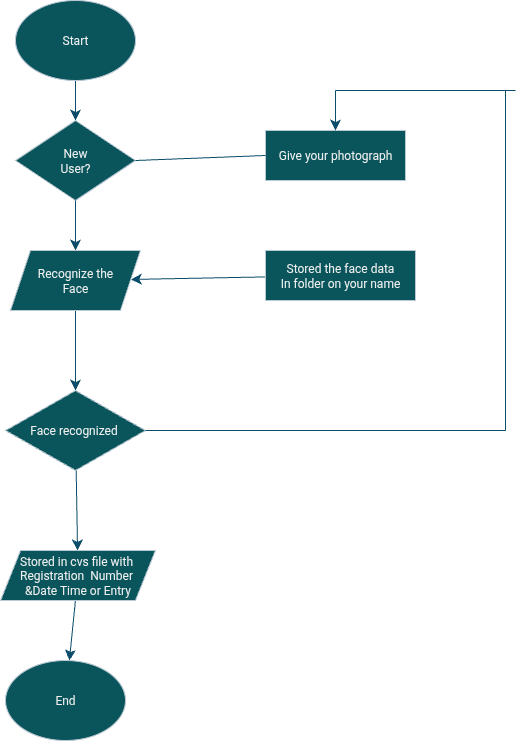 Start
New
User?
Give your photograph
Recognize the
Face
Stored the face data
In folder on your name
Face recognized
Stored in cvs file with
Registration  Number
&Date Time or Entry
End